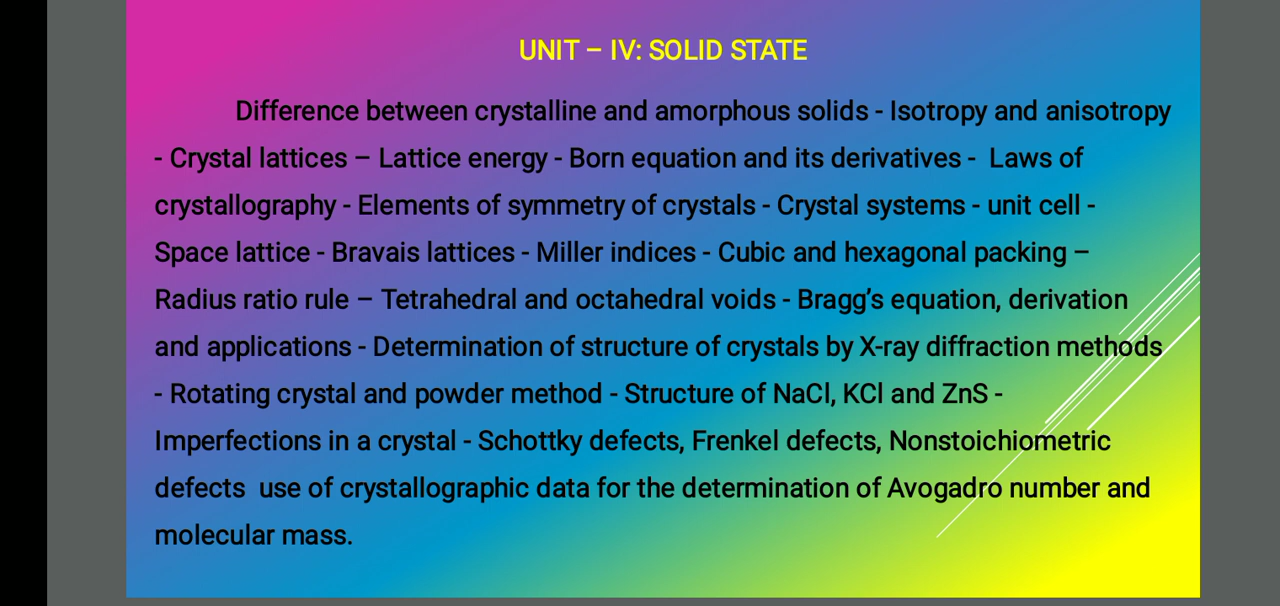 UNIT – IV: SOLID STATE
Difference between crystalline and amorphous solids - Isotropy and anisotropy
- Crystal lattices – Lattice energy - Born equation and its derivatives -  Laws of
crystallography - Elements of symmetry of crystals - Crystal systems - unit cell -
Space lattice - Bravais lattices - Miller indices - Cubic and hexagonal packing –
Radius ratio rule – Tetrahedral and octahedral voids - Bragg’s equation, derivation
and applications - Determination of structure of crystals by X-ray diffraction methods
- Rotating crystal and powder method - Structure of NaCl, KCl and ZnS -
Imperfections in a crystal - Schottky defects, Frenkel defects, Nonstoichiometric
defects  use of crystallographic data for the determination of Avogadro number and
molecular mass.